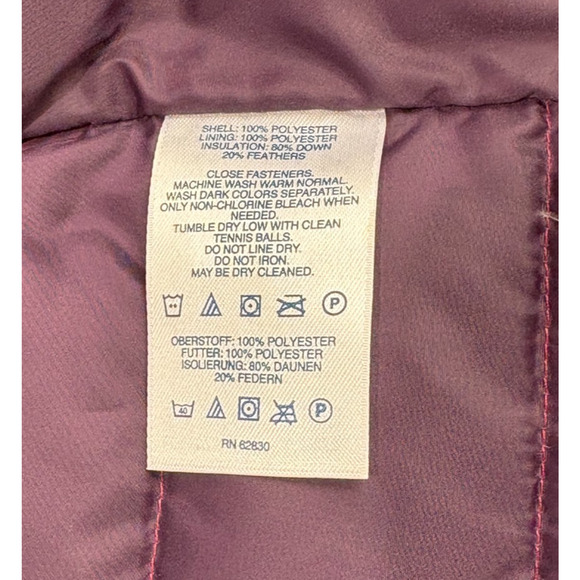 SHELL: 100% POLYESTER
LINING: 100% POLYESTER
INSULATION: 80% DOWN
20% FEATHERS
CLOSE FASTENERS.
MACHINE WASH WARM NORMAL.
WASH DARK COLORS SEPARATELY.
ONLY NON-CHLORINE BLEACH WHEN
NEEDED.
TUMBLE DRY LOW WITH CLEAN
TENNIS BALLS.
DO NOT LINE DRY.
DO NOT IRON.
MAY BE DRY CLEANED.
P
OBERSTOFF: 100% POLYESTER
FUTTER: 100% POLYESTER
ISOLIERUNG: 80% DAUNEN
20% FEDERN
40 P
RN 62830